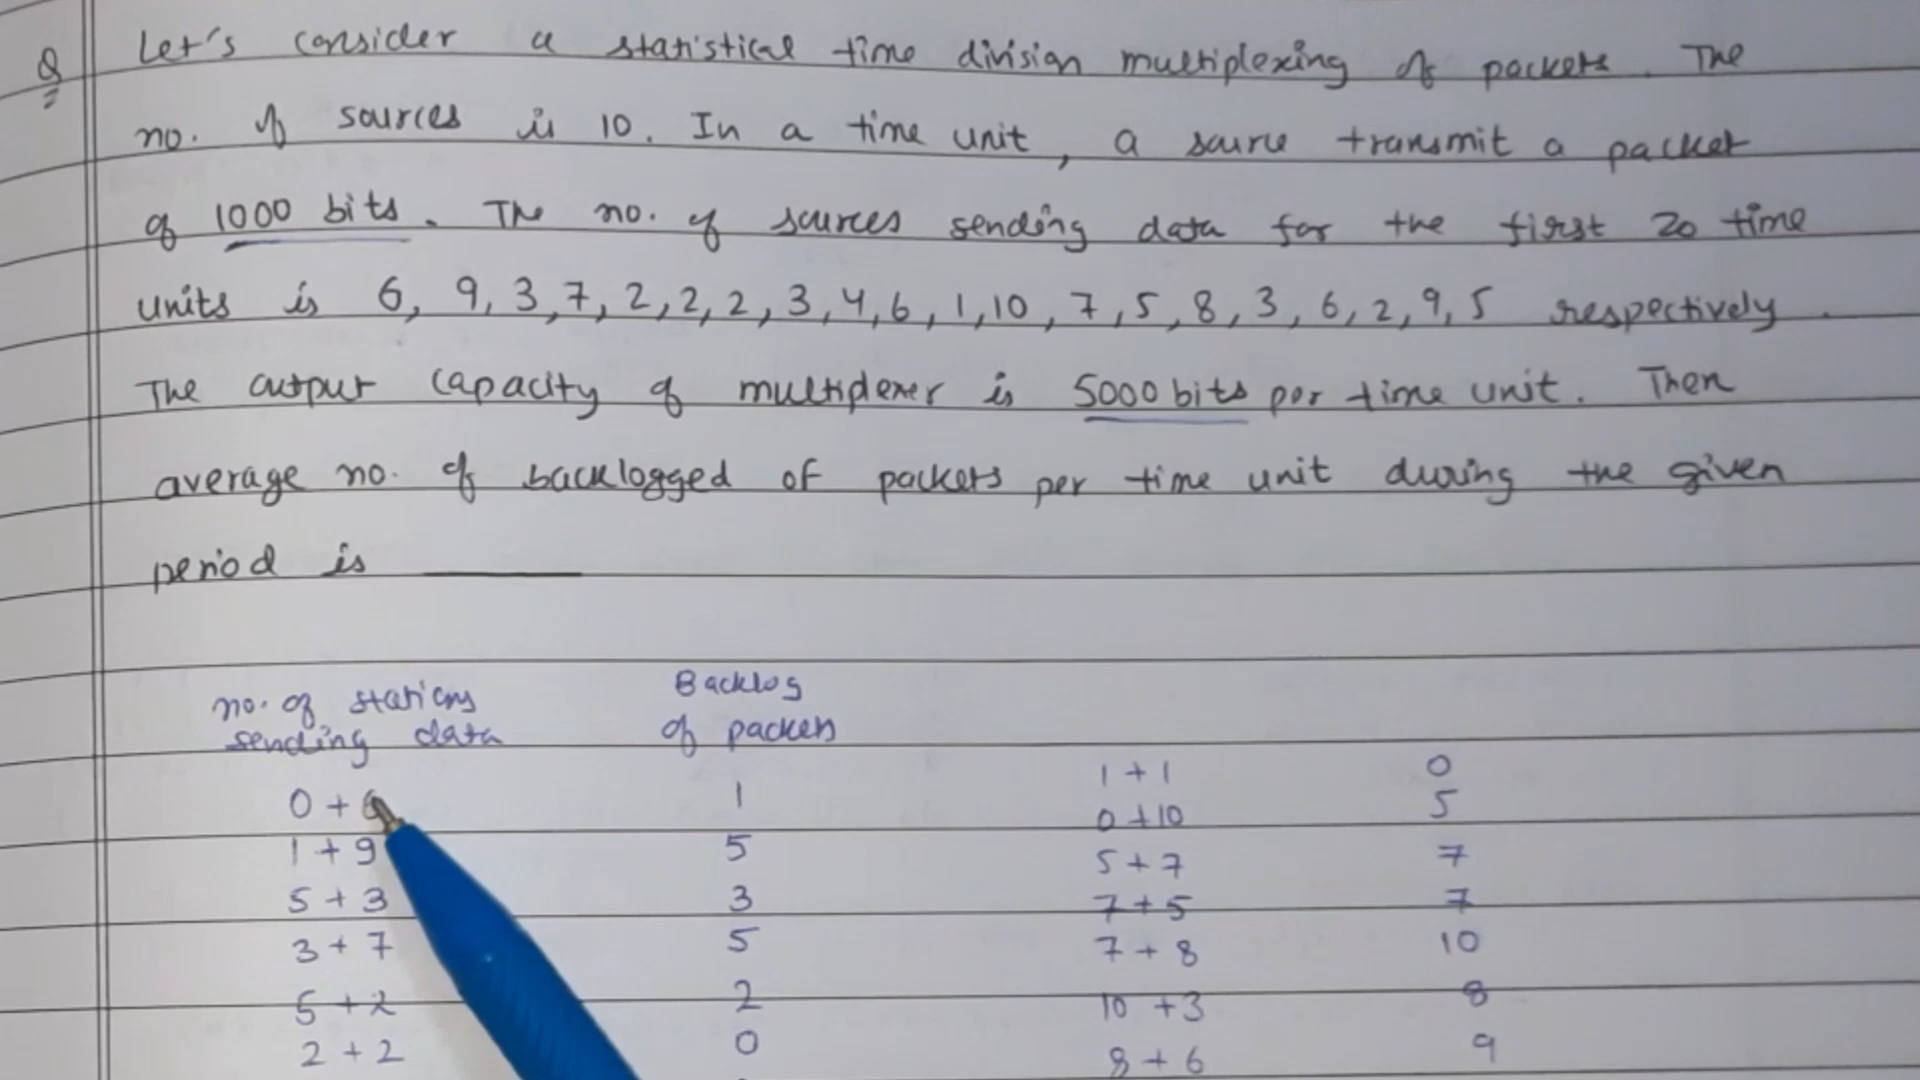 Q
Let's consider a statistical time division multiplexing of packets. The
no. of sources is 10. In a time unit, a source transmit a packet
of 1000 bits. The no. of sources sending data for the first 20 time
units is 6, 9, 3, 7, 2, 2, 2, 3, 4, 6, 1, 10, 7, 5, 8, 3, 6, 2, 9, 5 respectively.
The output capacity of multiplexer is 5000 bits per time unit. Then
average no. of backlogged of packets per time unit during the given
period is ______
no. of stations
sending data
Backlog
of packets
0 + 6 1
1 + 9 5
5 + 3 3
3 + 7 5
5 + 2 2
2 + 2 0
1 + 1 0
0 + 10 5
5 + 7 7
7 + 5 7
7 + 8 10
10 + 3 8
8 + 6 9